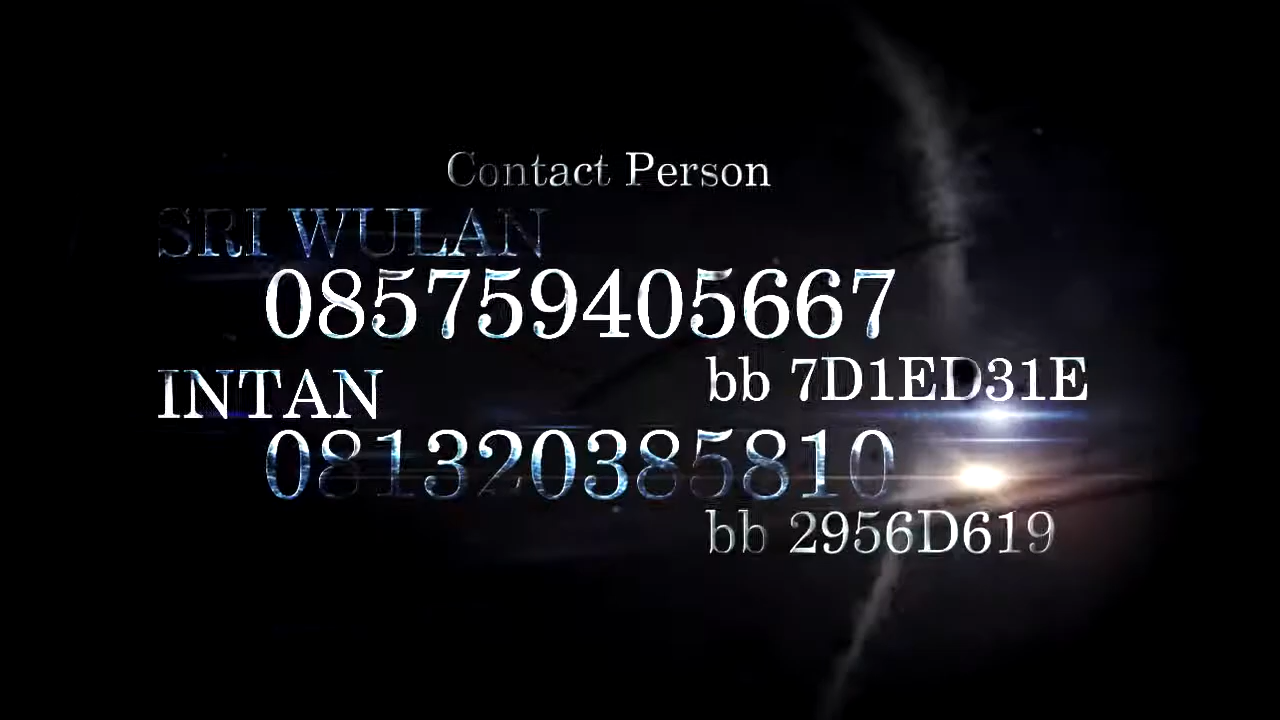 Contact Person
SRI WULAN
085759405667
bb 7D1ED31E
INTAN
081320385810
bb 2956D619